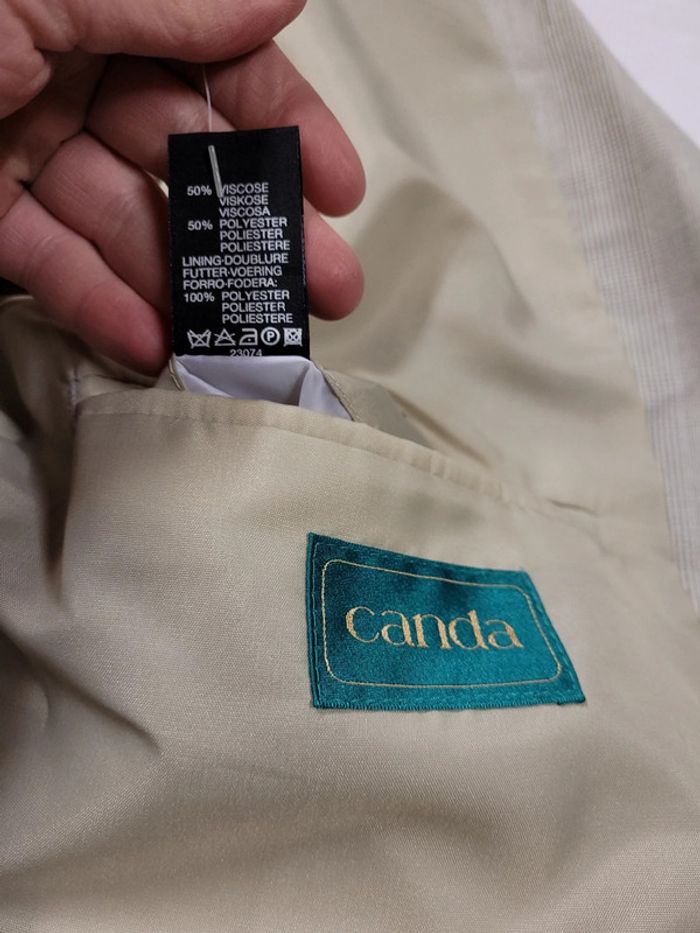 50% VISCOSE
VISKOSE
VISCOSA
50% POLYESTER
POLIESTER
POLIESTERE
LINING·DOUBLURE
FUTTER·VOERING
FORRO·FODERA:
100% POLYESTER
POLIESTER
POLIESTERE
P
23074
canda